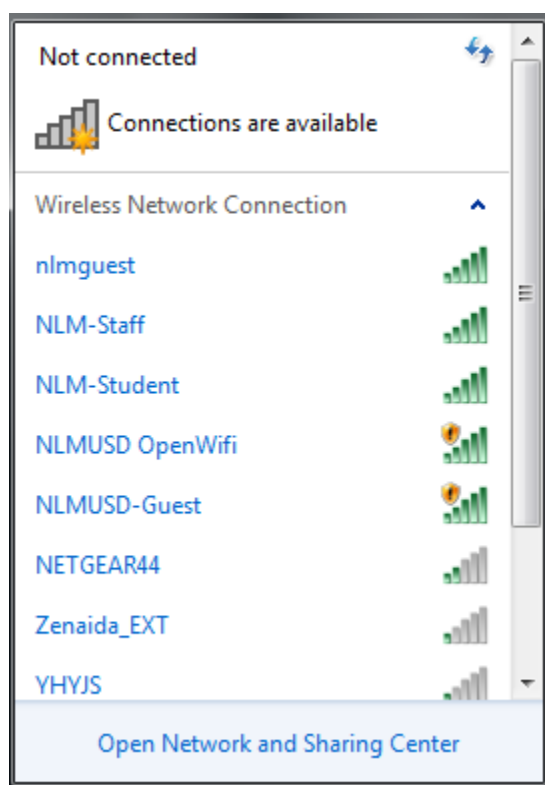 Not connected
Connections are available
Wireless Network Connection
nlmguest
NLM-Staff
NLM-Student
NLMUSD OpenWifi
NLMUSD-Guest
NETGEAR44
Zenaida_EXT
YHYJS
Open Network and Sharing Center